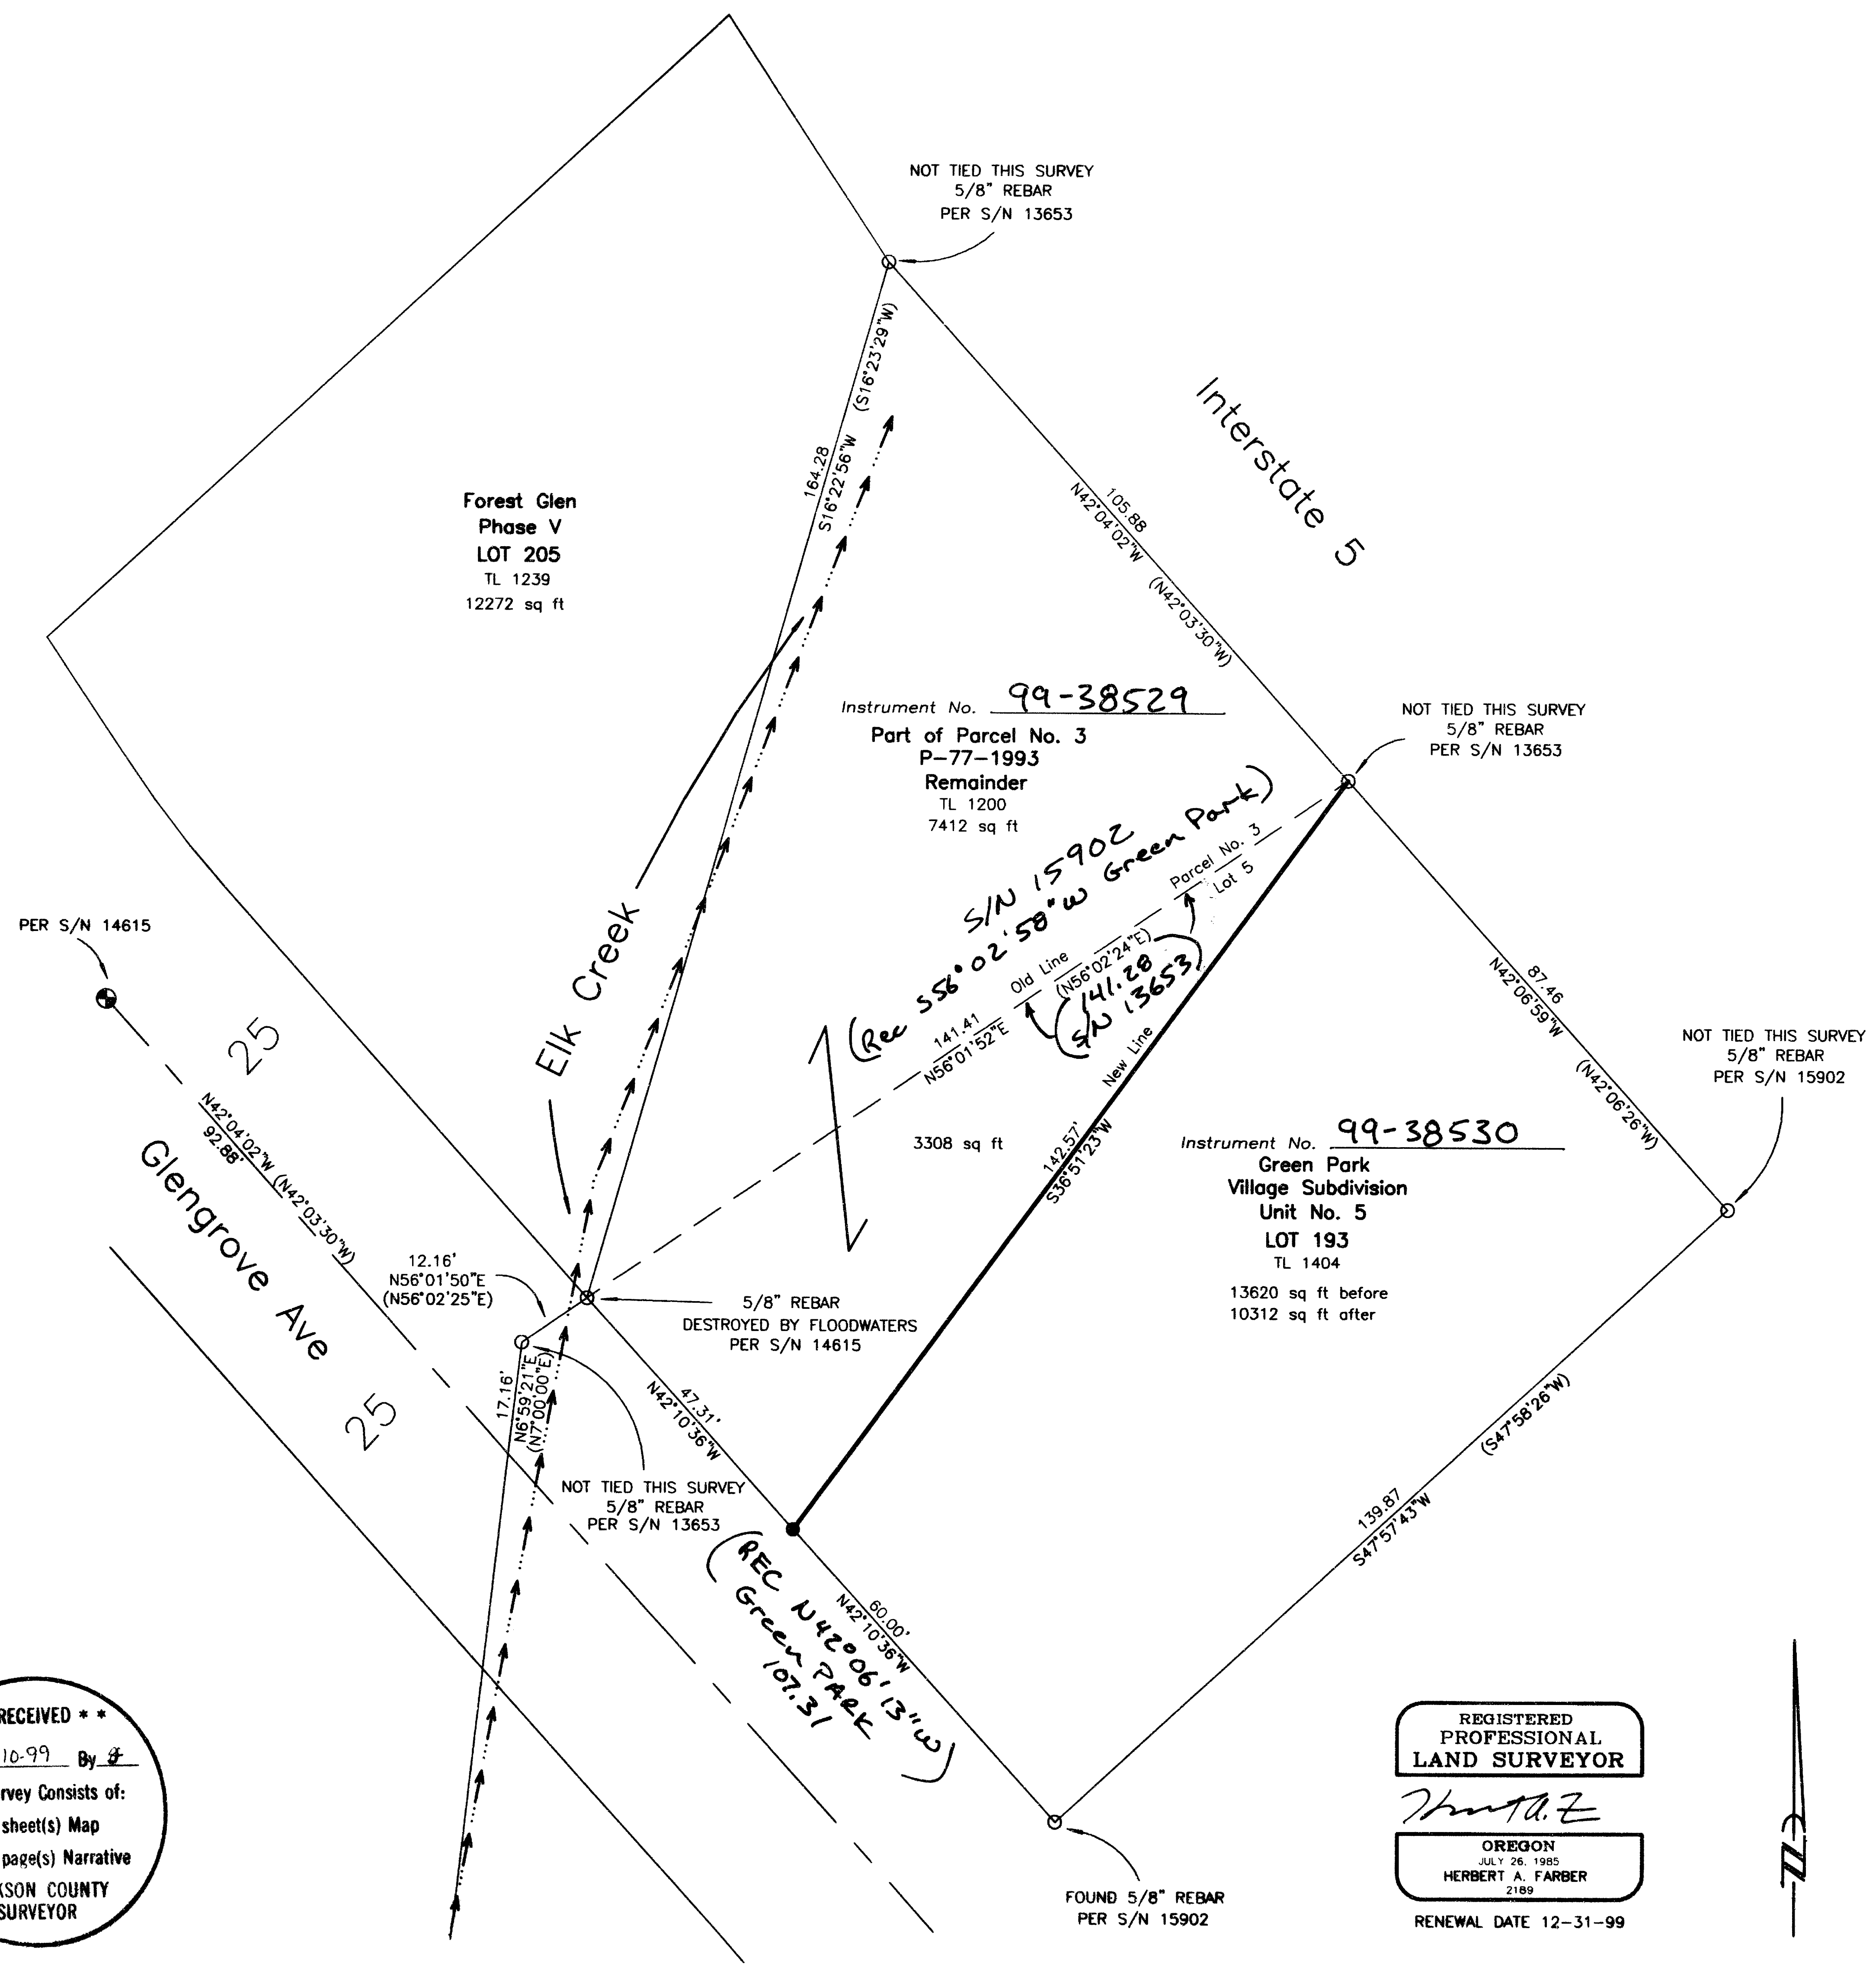 NOT TIED THIS SURVEY
5/8" REBAR
PER S/N 13653
164.28
S16°22'56"W (S16°23'29"W)
105.88
N42°04'02"W (N42°03'30"W)
Interstate 5
Forest Glen
Phase V
LOT 205
TL 1239
12272 sq ft
Instrument No. 99-38529
Part of Parcel No. 3
P-77-1993
Remainder
TL 1200
7412 sq ft
NOT TIED THIS SURVEY
5/8" REBAR
PER S/N 13653
S/N 15902
(Rec S56°02'58"W Green Park)
Parcel No. 3
Lot 5
Old Line
141.41
N56°01'52"E
(N56°02'24"E)
(141.28
S/N 13653)
New Line
142.57'
S36°51'23"W
87.46
N42°06'59"W (N42°06'26"W)
NOT TIED THIS SURVEY
5/8" REBAR
PER S/N 15902
PER S/N 14615
25
Elk Creek
N42°04'02"W (N42°03'30"W)
92.88'
Glengrove Ave
25
3308 sq ft
Instrument No. 99-38530
Green Park
Village Subdivision
Unit No. 5
LOT 193
TL 1404
13620 sq ft before
10312 sq ft after
12.16'
N56°01'50"E
(N56°02'25"E)
5/8" REBAR
DESTROYED BY FLOODWATERS
PER S/N 14615
17.16'
N6°59'21"E
(N7°00'00"E)
47.31'
N42°10'36"W
NOT TIED THIS SURVEY
5/8" REBAR
PER S/N 13653
(S47°58'26"W)
139.87
S47°57'43"W
60.00'
N42°10'36"W
(REC N42°06'13"W
Green PARK
107.31)
FOUND 5/8" REBAR
PER S/N 15902
RECEIVED * *
10-99 By
rvey Consists of:
sheet(s) Map
page(s) Narrative
KSON COUNTY
SURVEYOR
REGISTERED
PROFESSIONAL
LAND SURVEYOR
OREGON
JULY 26, 1985
HERBERT A. FARBER
2189
RENEWAL DATE 12-31-99